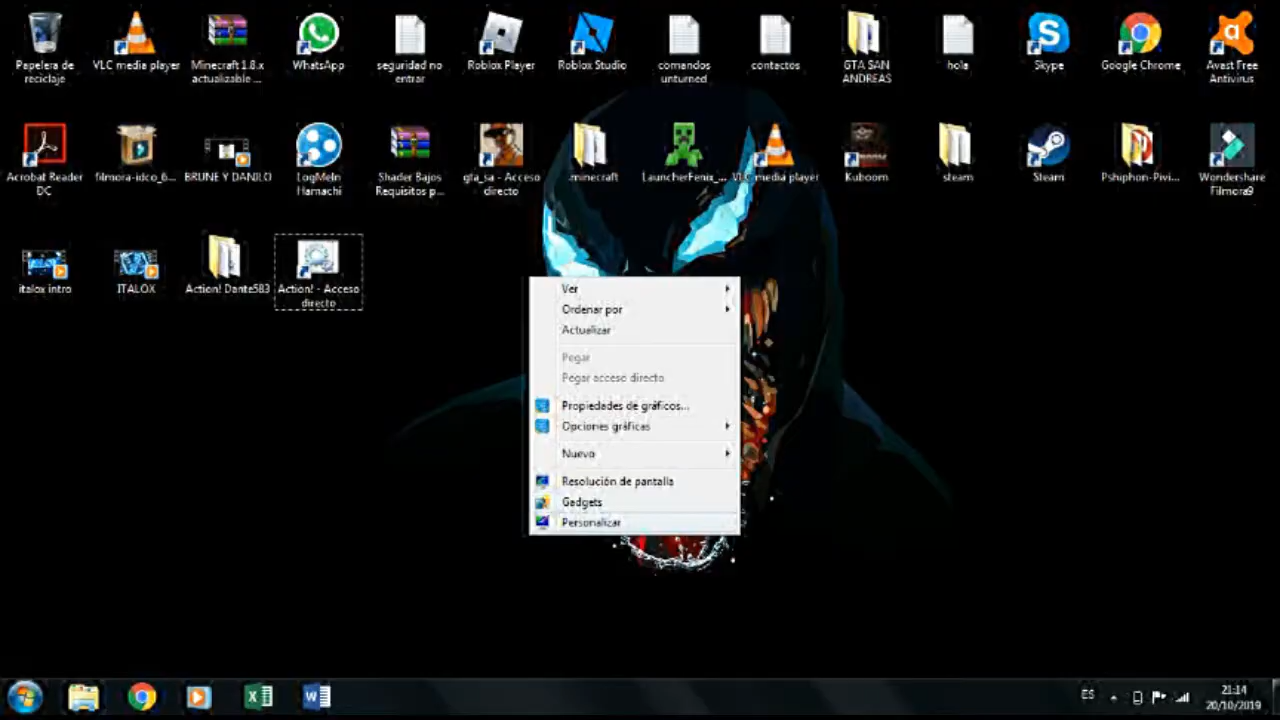 Papelera de
reciclaje
VLC media player
Minecraft 1.8.x
actualizable ...
WhatsApp
seguridad no
entrar
Roblox Player
Roblox Studio
comandos
unturned
contactos
GTA SAN
ANDREAS
hola
Skype
Google Chrome
Avast Free
Antivirus
Acrobat Reader
DC
filmora-idco_6...
BRUNE Y DANILO
LogMeIn
Hamachi
Shader Bajos
Requisitos p...
gta_sa - Acceso
directo
.minecraft
LauncherFenix_...
VLC media player
Kuboom
steam
Steam
Pshiphon-Pivi...
Wondershare
Filmora9
italox intro
ITALOX
Action! Dante583
Action! - Acceso
directo
Ver
Ordenar por
Actualizar
Pegar
Pegar acceso directo
Propiedades de gráficos...
Opciones gráficas
Nuevo
Resolución de pantalla
Gadgets
Personalizar
ES
21:14
20/10/2019